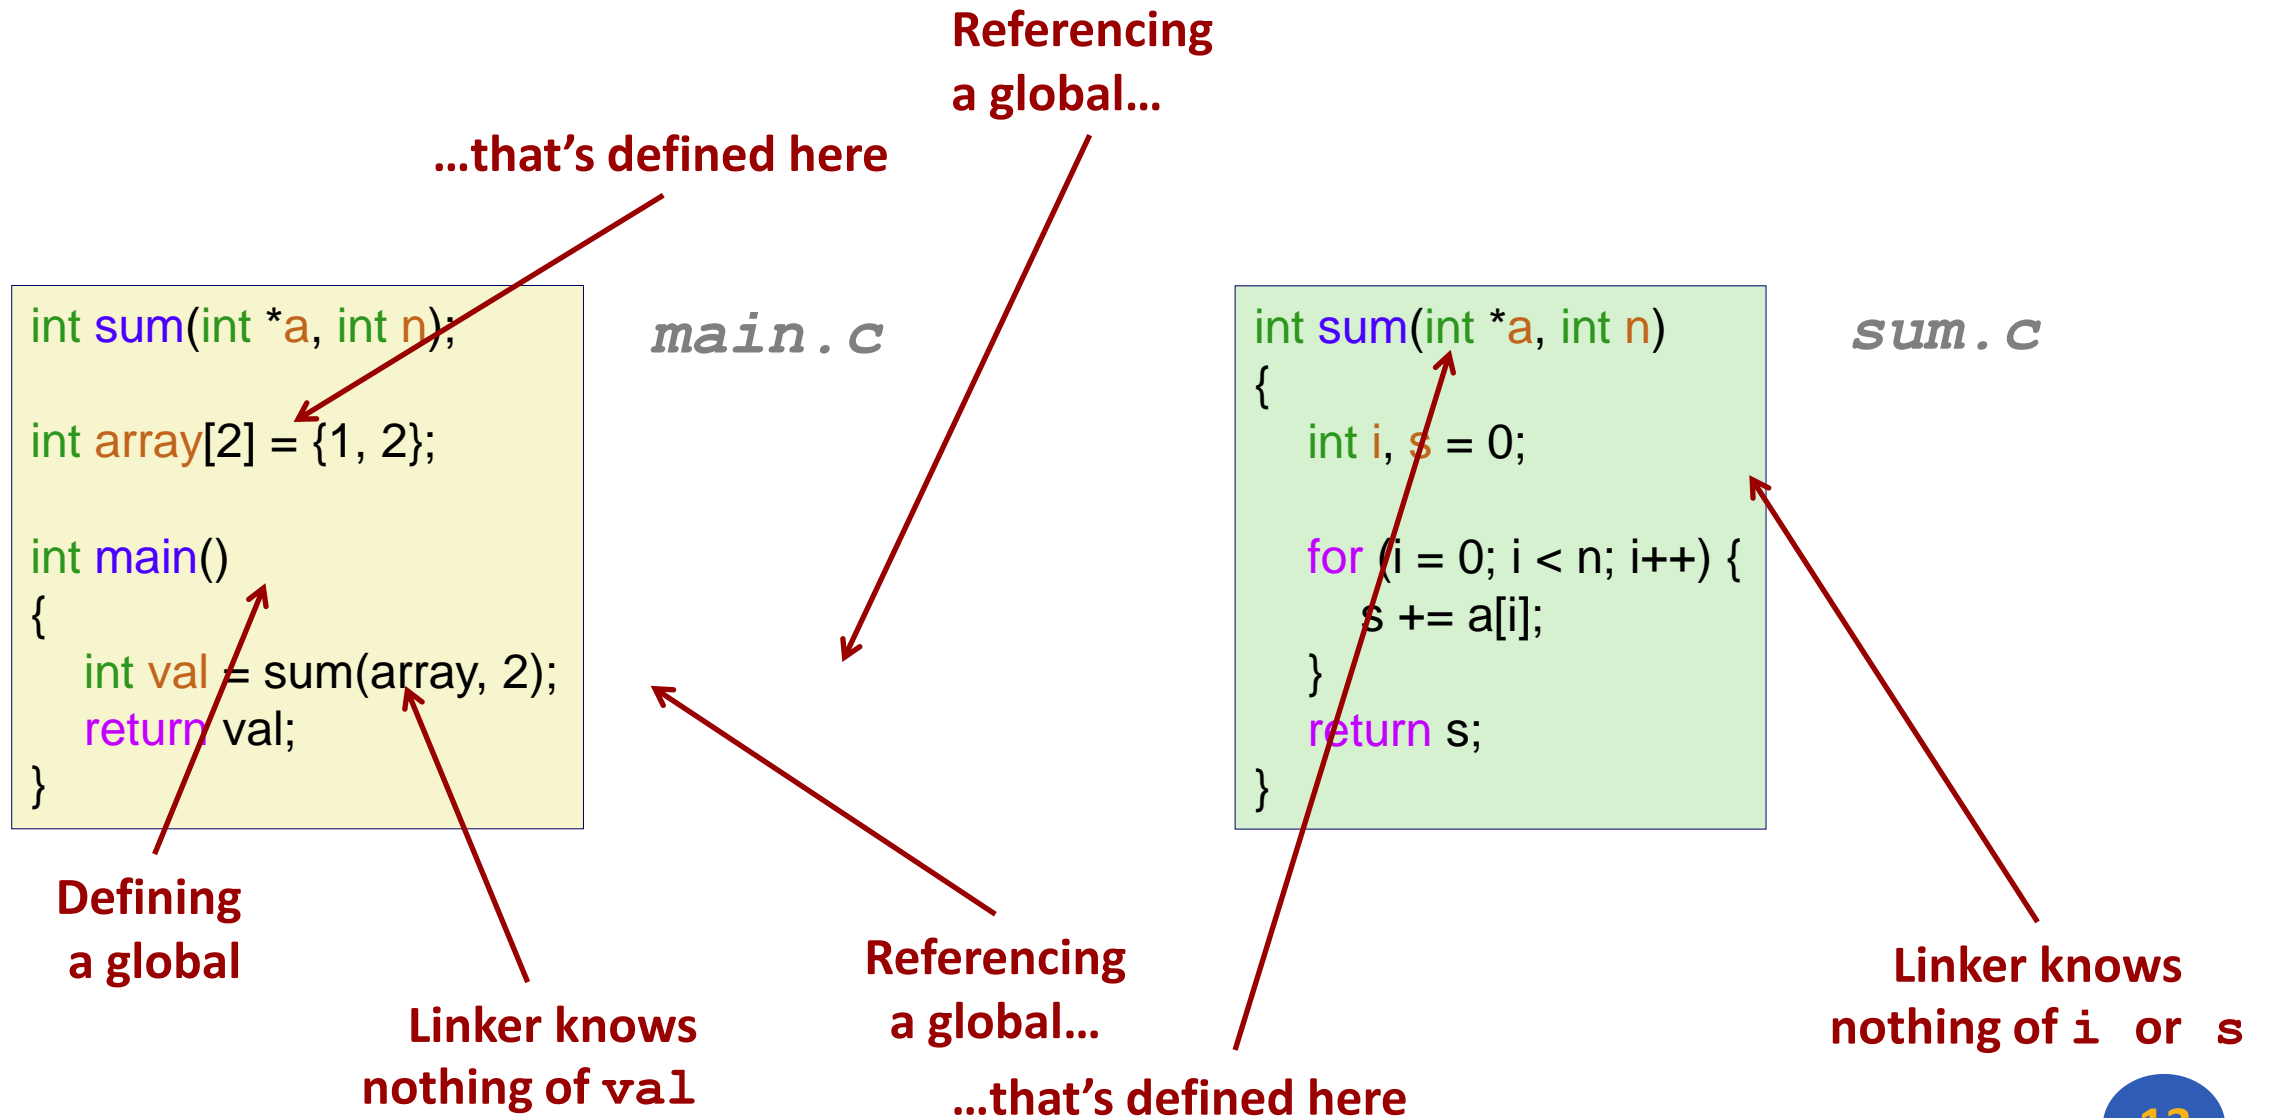 Referencing
a global…
…that’s defined here
int sum(int *a, int n);
int array[2] = {1, 2};
int main()
{
int val = sum(array, 2);
return val;
}
main.c
int sum(int *a, int n)
{
int i, s = 0;
for (i = 0; i < n; i++) {
s += a[i];
}
return s;
}
sum.c
Defining
a global
Linker knows
nothing of val
Referencing
a global…
…that’s defined here
Linker knows
nothing of i or s